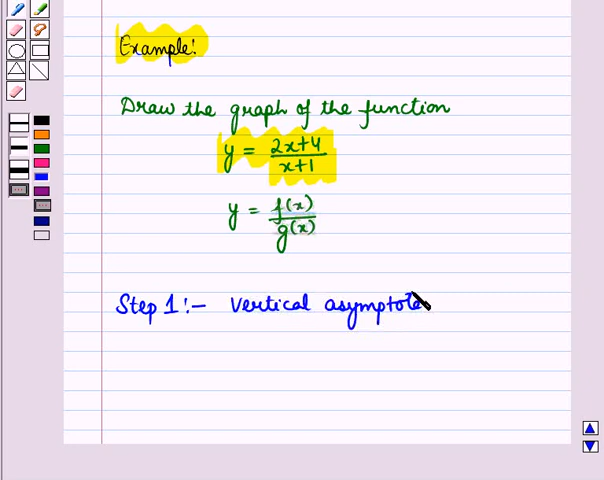 Example!
Draw the graph of the function
y = 2x+4 / x+1
y = f(x) / g(x)
Step 1:- Vertical asymptote